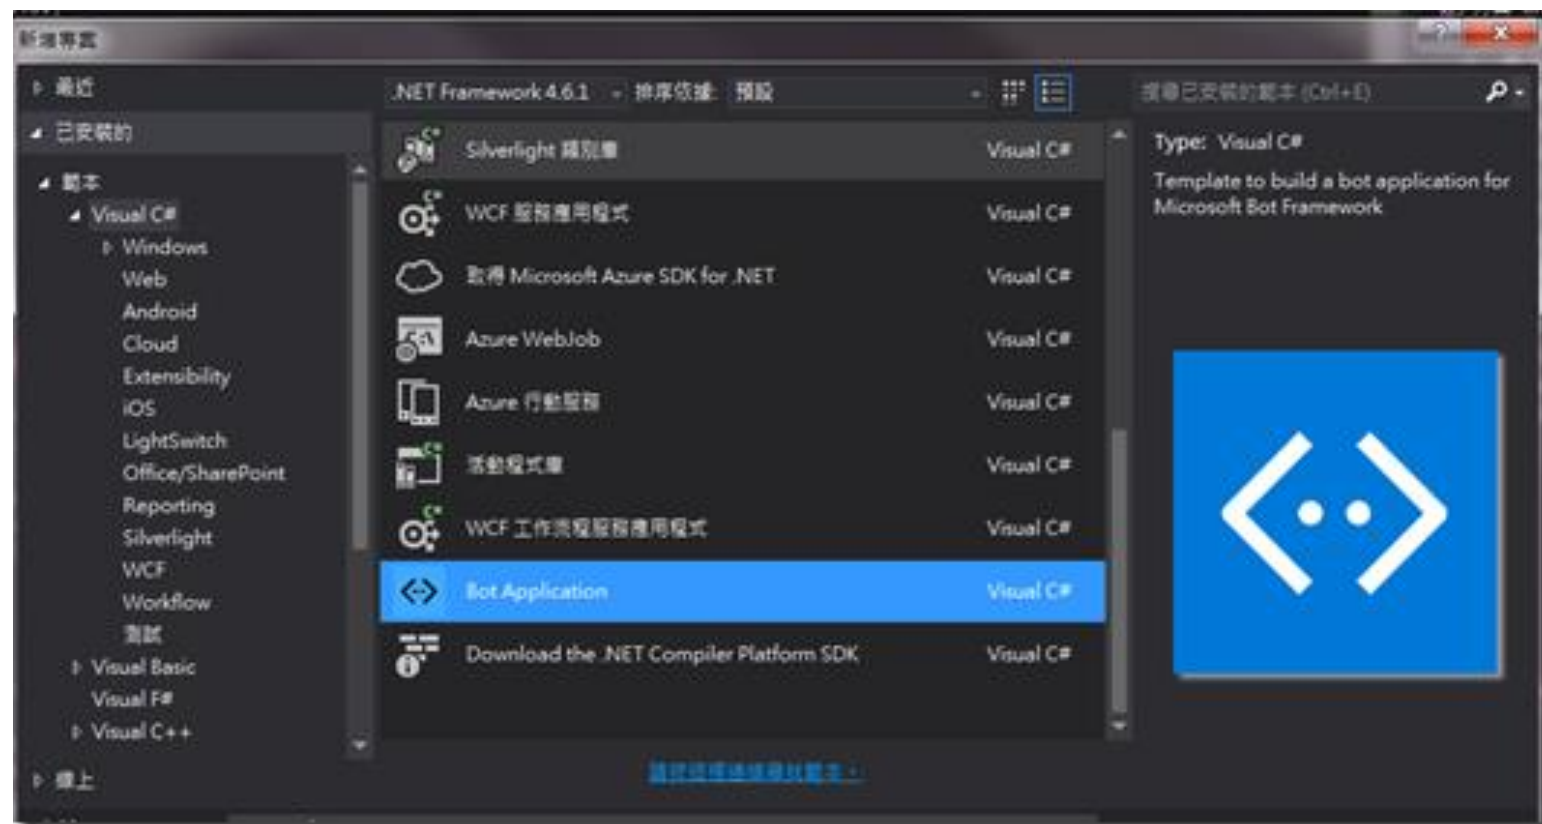 新增專案
最近
.NET Framework 4.6.1 排序依據: 預設
搜尋已安裝的範本 (Ctrl+E)
已安裝的
範本
Visual C#
Windows
Web
Android
Cloud
Extensibility
iOS
LightSwitch
Office/SharePoint
Reporting
Silverlight
WCF
Workflow
測試
Visual Basic
Visual F#
Visual C++
線上
Silverlight 類別庫 Visual C#
WCF 服務應用程式 Visual C#
取得 Microsoft Azure SDK for .NET Visual C#
Azure WebJob Visual C#
Azure 行動服務 Visual C#
活動程式庫 Visual C#
WCF 工作流程服務應用程式 Visual C#
Bot Application Visual C#
Download the .NET Compiler Platform SDK Visual C#
Type: Visual C#
Template to build a bot application for
Microsoft Bot Framework